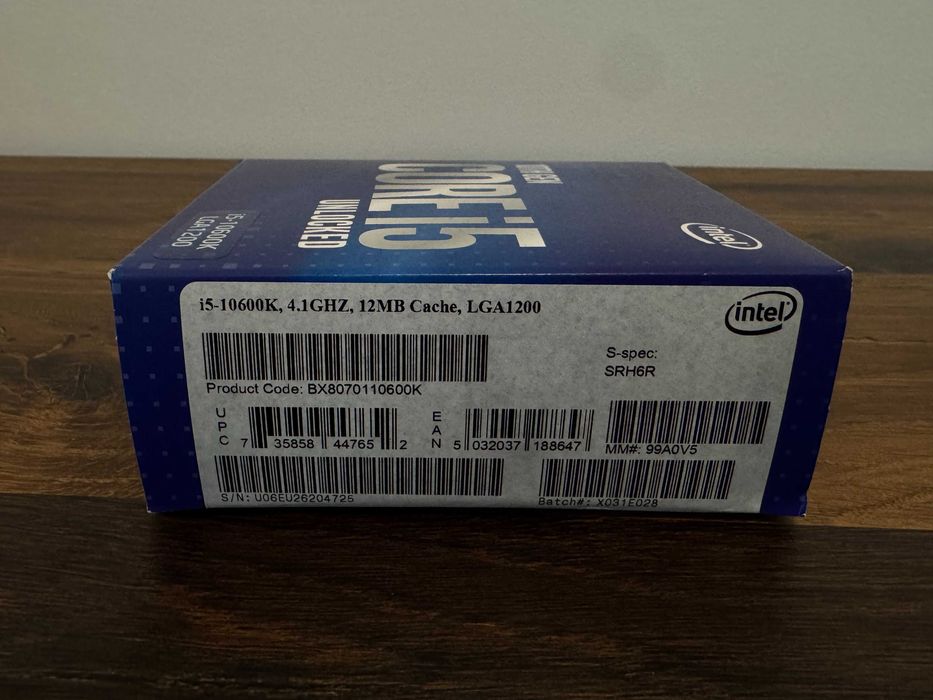 CORE i5
UNLOCKED
i5-10600K
LGA1200
intel
i5-10600K, 4.1GHZ, 12MB Cache, LGA1200
intel
S-spec:
SRH6R
Product Code: BX8070110600K
UPC 7 35858 44765 2
EAN 5 032037 188647
MM#: 99A0V5
S/N: U06EU26204725
Batch#: X031E028